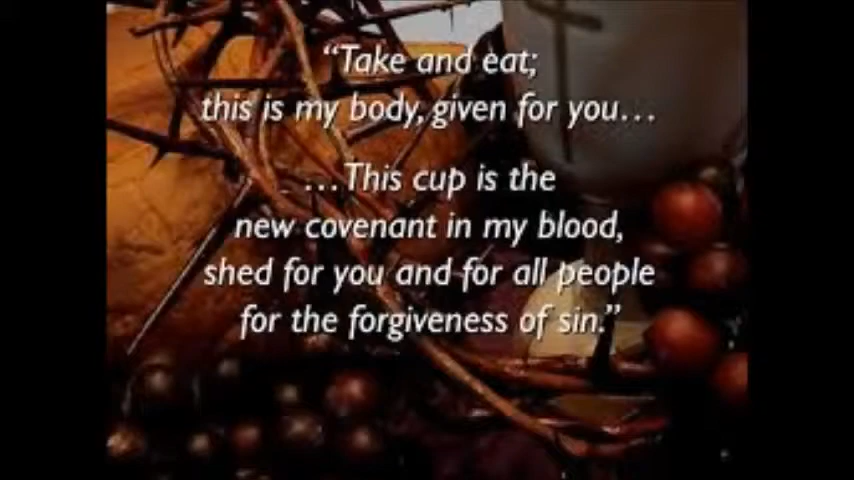 “Take and eat;
this is my body, given for you…
…This cup is the
new covenant in my blood,
shed for you and for all people
for the forgiveness of sin.”